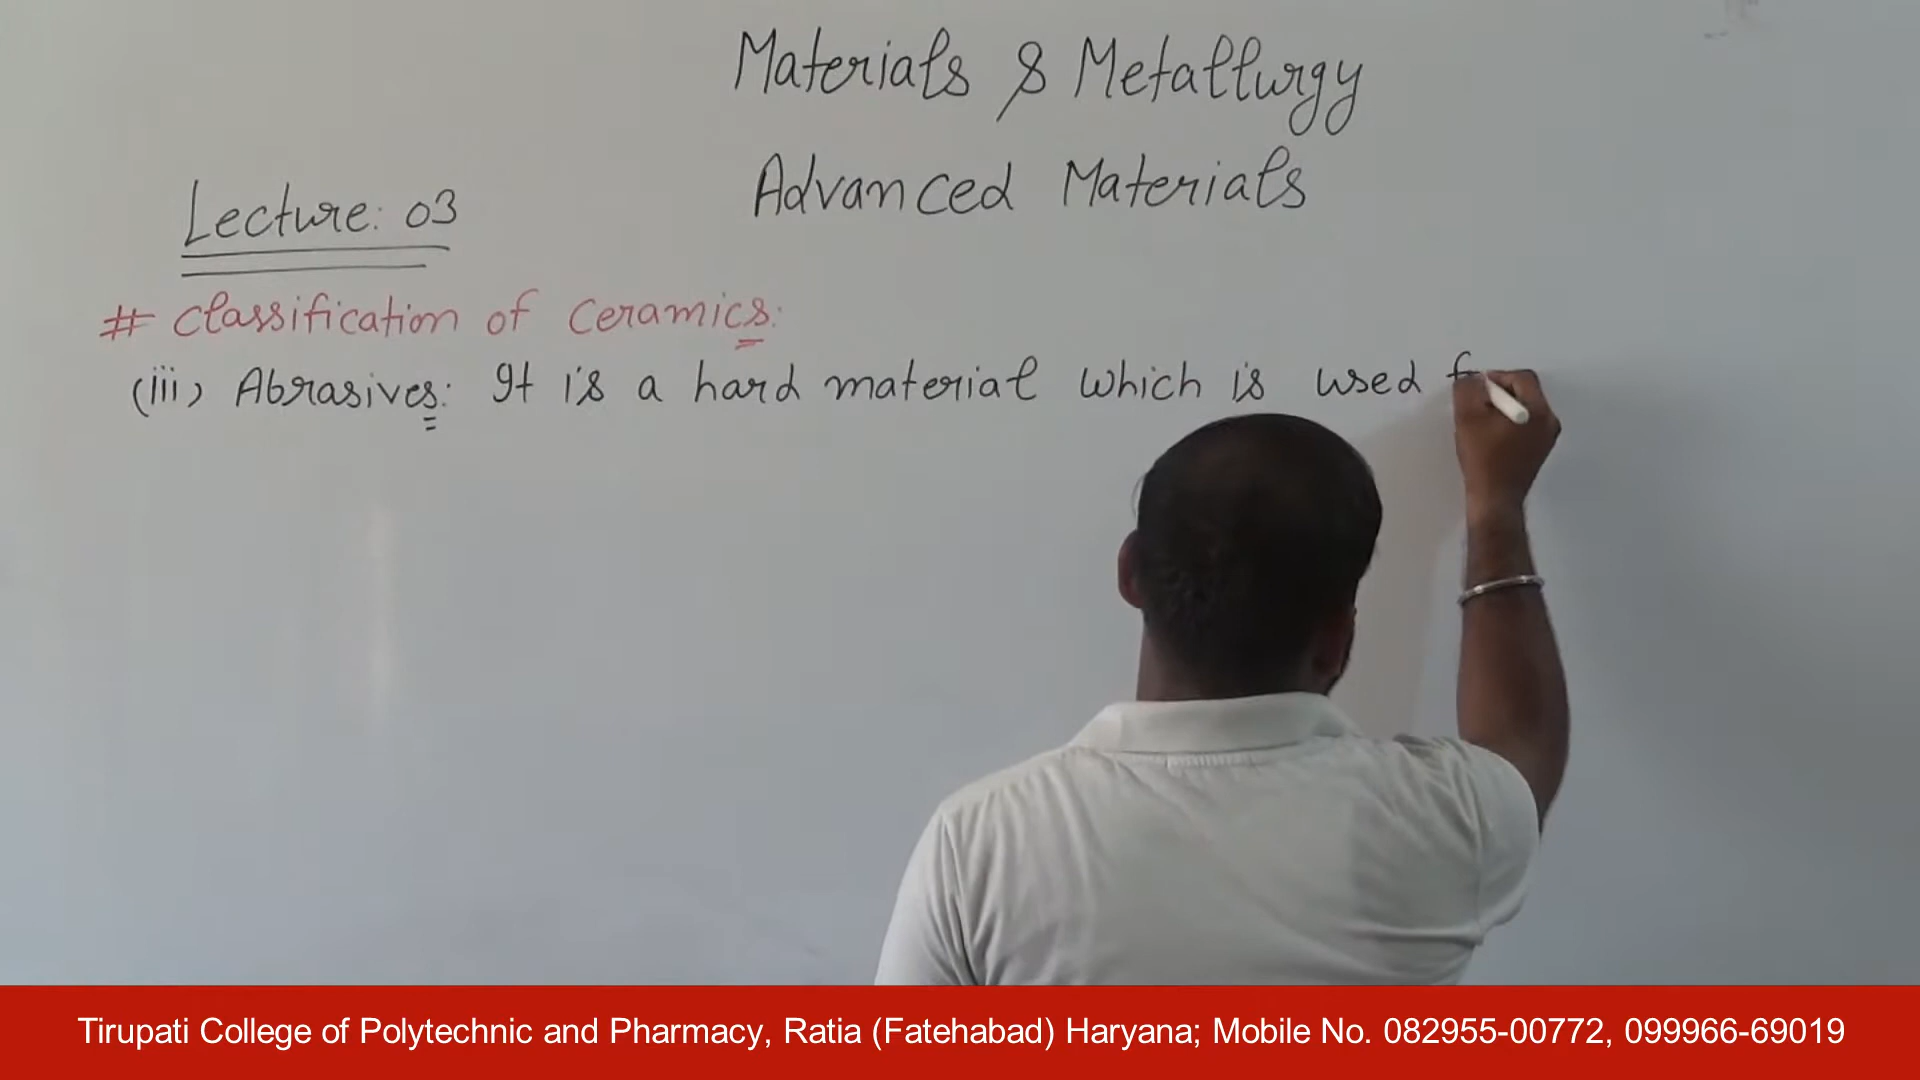 Materials & Metallurgy
Advanced Materials
Lecture: 03
# Classification of Ceramics:
(iii) Abrasives: It is a hard material which is used
Tirupati College of Polytechnic and Pharmacy, Ratia (Fatehabad) Haryana; Mobile No. 082955-00772, 099966-69019